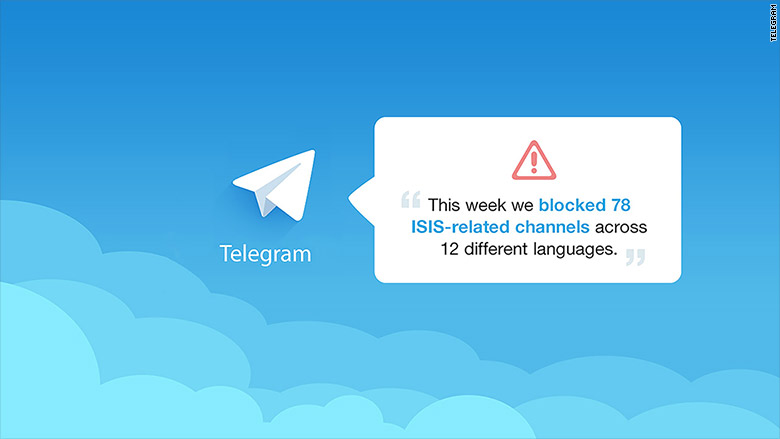 TELEGRAM
Telegram
“ This week we blocked 78
ISIS-related channels across
12 different languages. ”